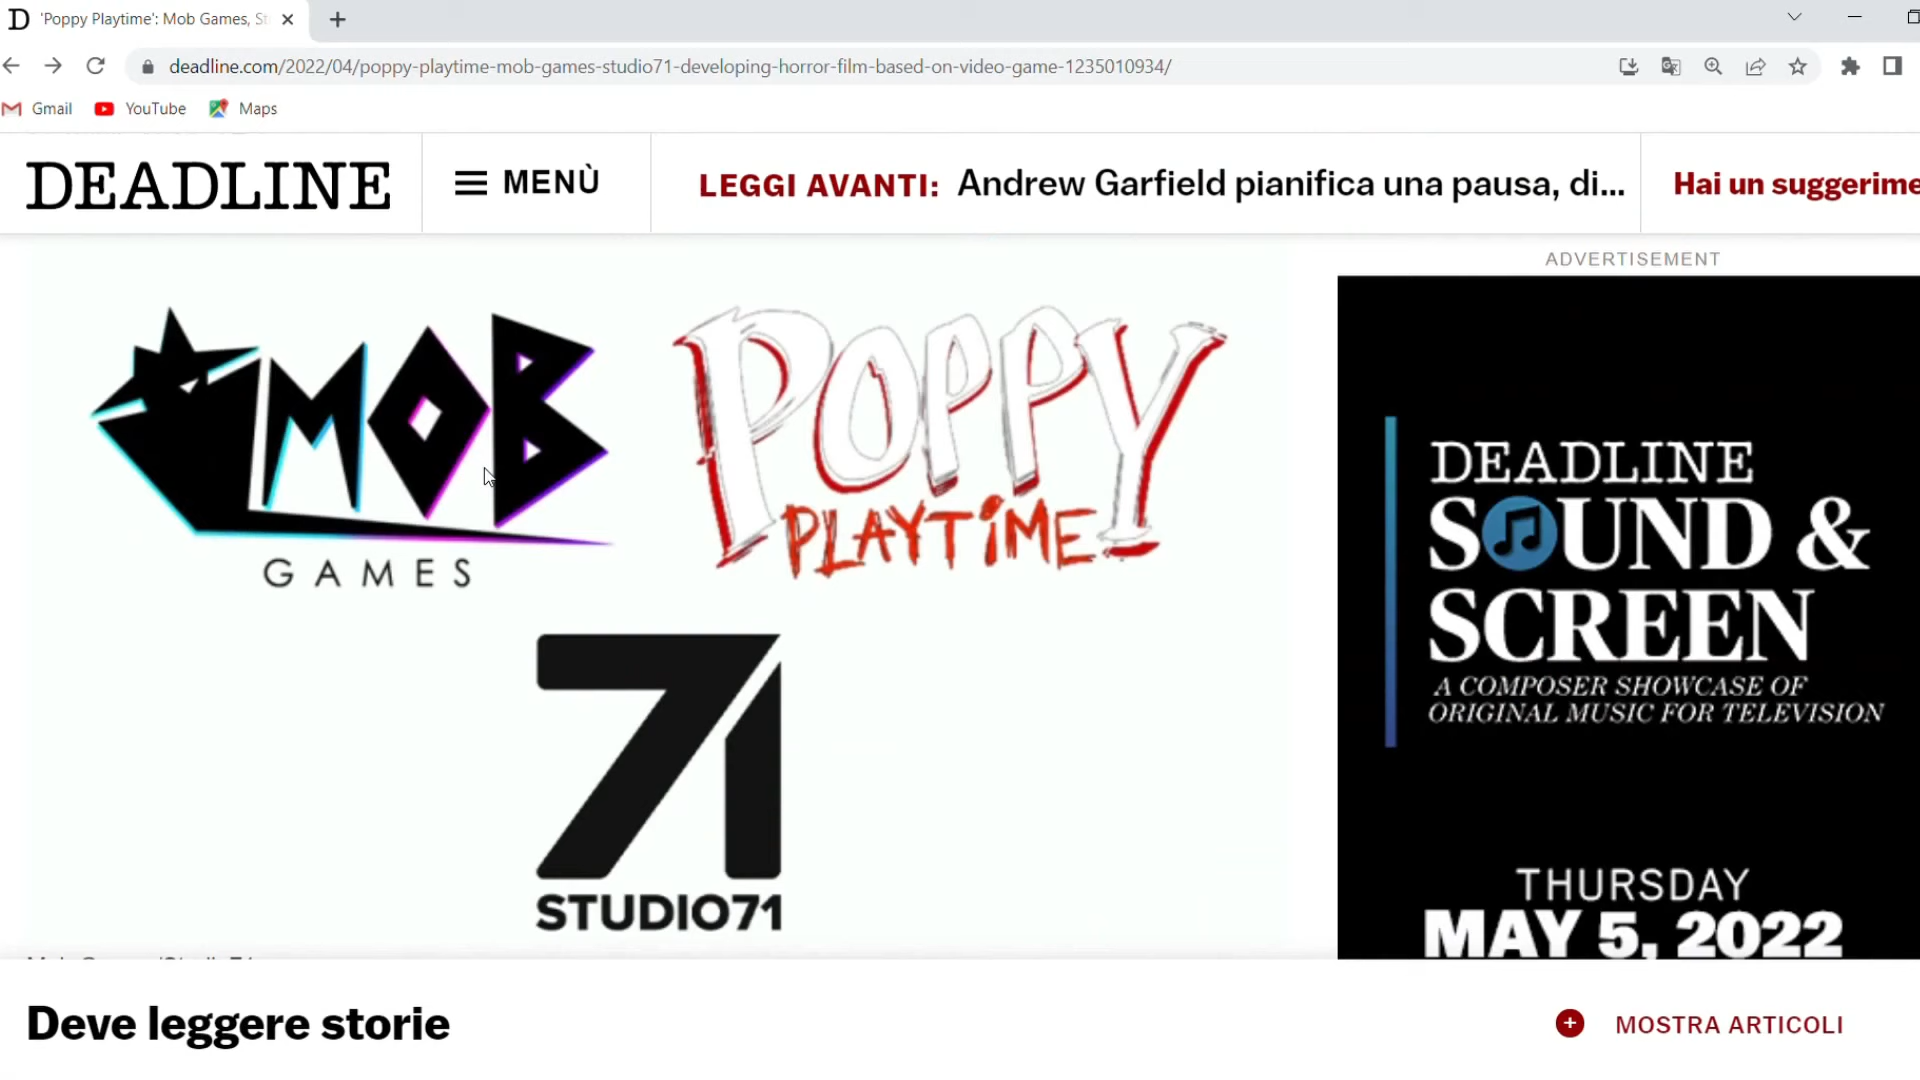 D 'Poppy Playtime': Mob Games, St
deadline.com/2022/04/poppy-playtime-mob-games-studio71-developing-horror-film-based-on-video-game-1235010934/
Gmail YouTube Maps
DEADLINE MENÙ LEGGI AVANTI: Andrew Garfield pianifica una pausa, di... Hai un suggerime
ADVERTISEMENT
MOB
GAMES
POPPY
PLAYTIME
71
STUDIO71
DEADLINE
SOUND &
SCREEN
A COMPOSER SHOWCASE OF
ORIGINAL MUSIC FOR TELEVISION
THURSDAY
MAY 5, 2022
Deve leggere storie
MOSTRA ARTICOLI